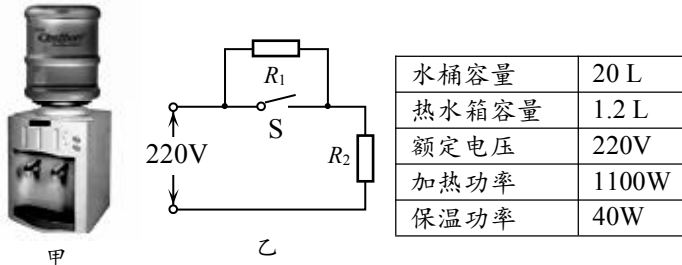 R₁
S
220V
R₂
甲
乙
水桶容量 20 L
热水箱容量 1.2 L
额定电压 220V
加热功率 1100W
保温功率 40W